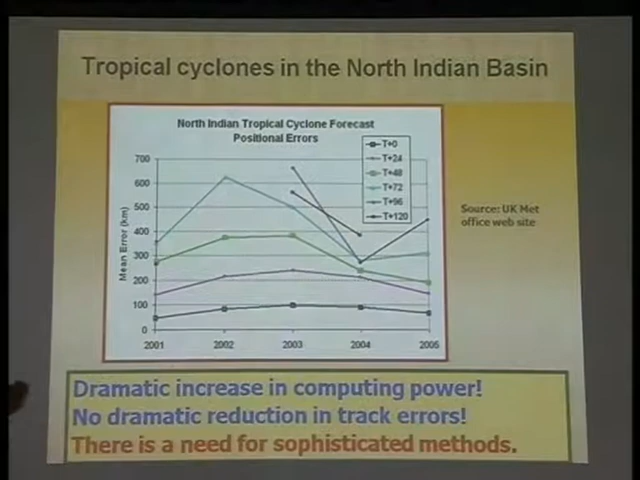 Tropical cyclones in the North Indian Basin
North Indian Tropical Cyclone Forecast
Positional Errors
T+0
T+24
T+48
T+72
T+96
T+120
Mean Error (km)
700
600
500
400
300
200
100
0
2001
2002
2003
2004
2005
Source: UK Met
office web site
Dramatic increase in computing power!
No dramatic reduction in track errors!
There is a need for sophisticated methods.